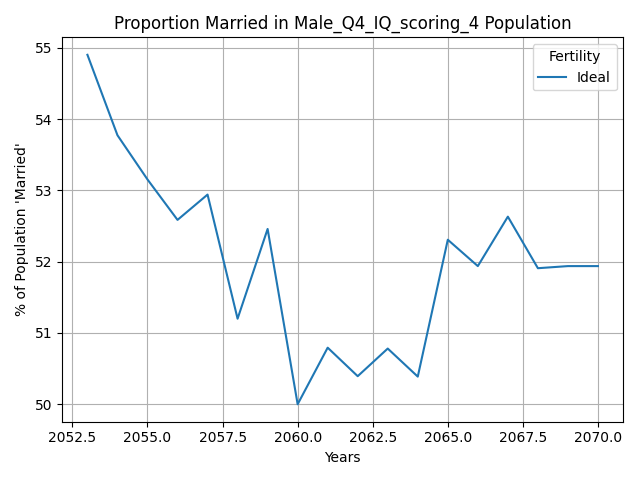 Proportion Married in Male_Q4_IQ_scoring_4 Population
% of Population 'Married'
55
54
53
52
51
50
Fertility
Ideal
2052.5 2055.0 2057.5 2060.0 2062.5 2065.0 2067.5 2070.0
Years